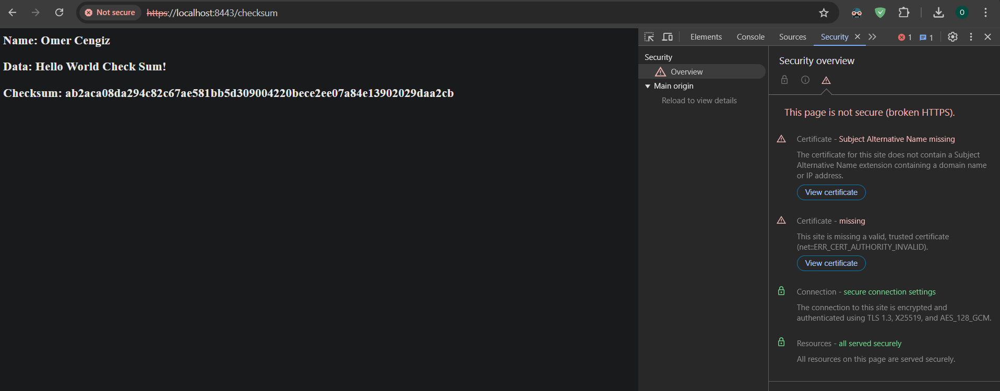 Not secure https://localhost:8443/checksum O
Name: Omer Cengiz
Data: Hello World Check Sum!
Checksum: ab2aca08da294c82c67ae581bb5d309004220bece2ee07a84e13902029daa2cb
Elements Console Sources Security 1 1
Security
Overview
Main origin
Reload to view details
Security overview
This page is not secure (broken HTTPS).
Certificate - Subject Alternative Name missing
The certificate for this site does not contain a Subject
Alternative Name extension containing a domain name
or IP address.
View certificate
Certificate - missing
This site is missing a valid, trusted certificate
(net::ERR_CERT_AUTHORITY_INVALID).
View certificate
Connection - secure connection settings
The connection to this site is encrypted and
authenticated using TLS 1.3, X25519, and AES_128_GCM.
Resources - all served securely
All resources on this page are served securely.